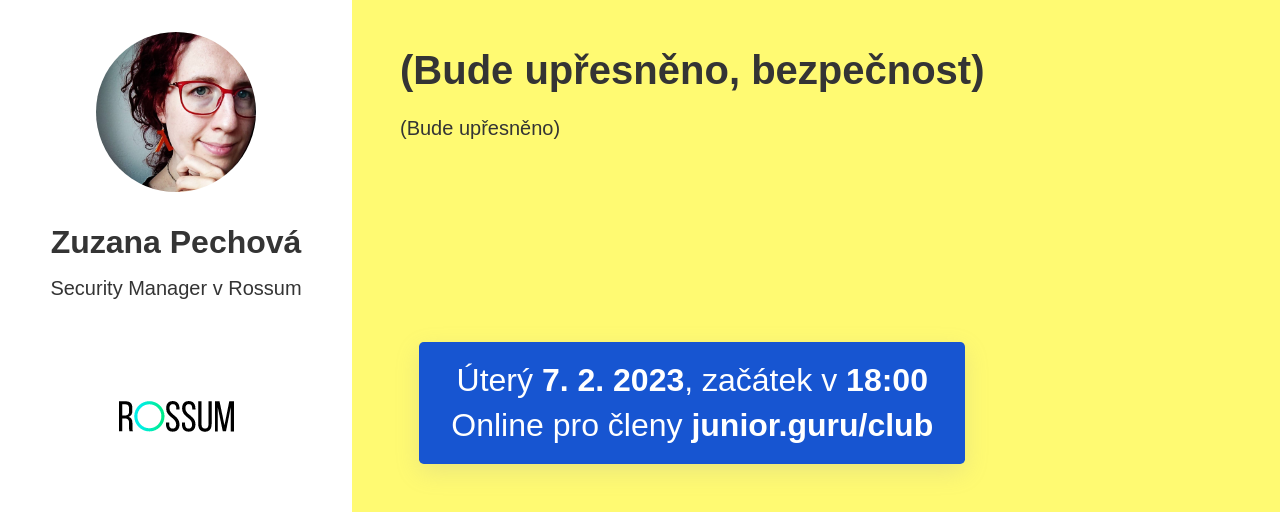 Zuzana Pechová
Security Manager v Rossum
ROSSUM
(Bude upřesněno, bezpečnost)
(Bude upřesněno)
Úterý 7. 2. 2023, začátek v 18:00
Online pro členy junior.guru/club